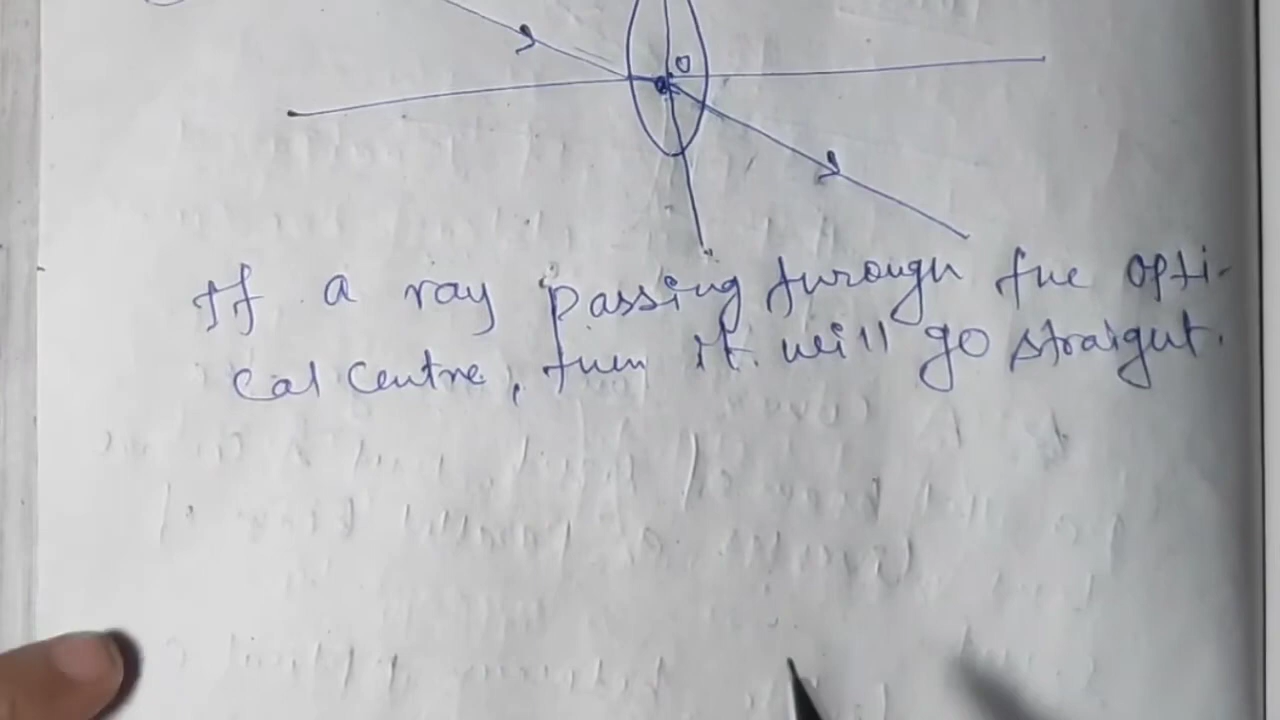 O
If a ray passing through the opti-
cal centre, then it will go straight.